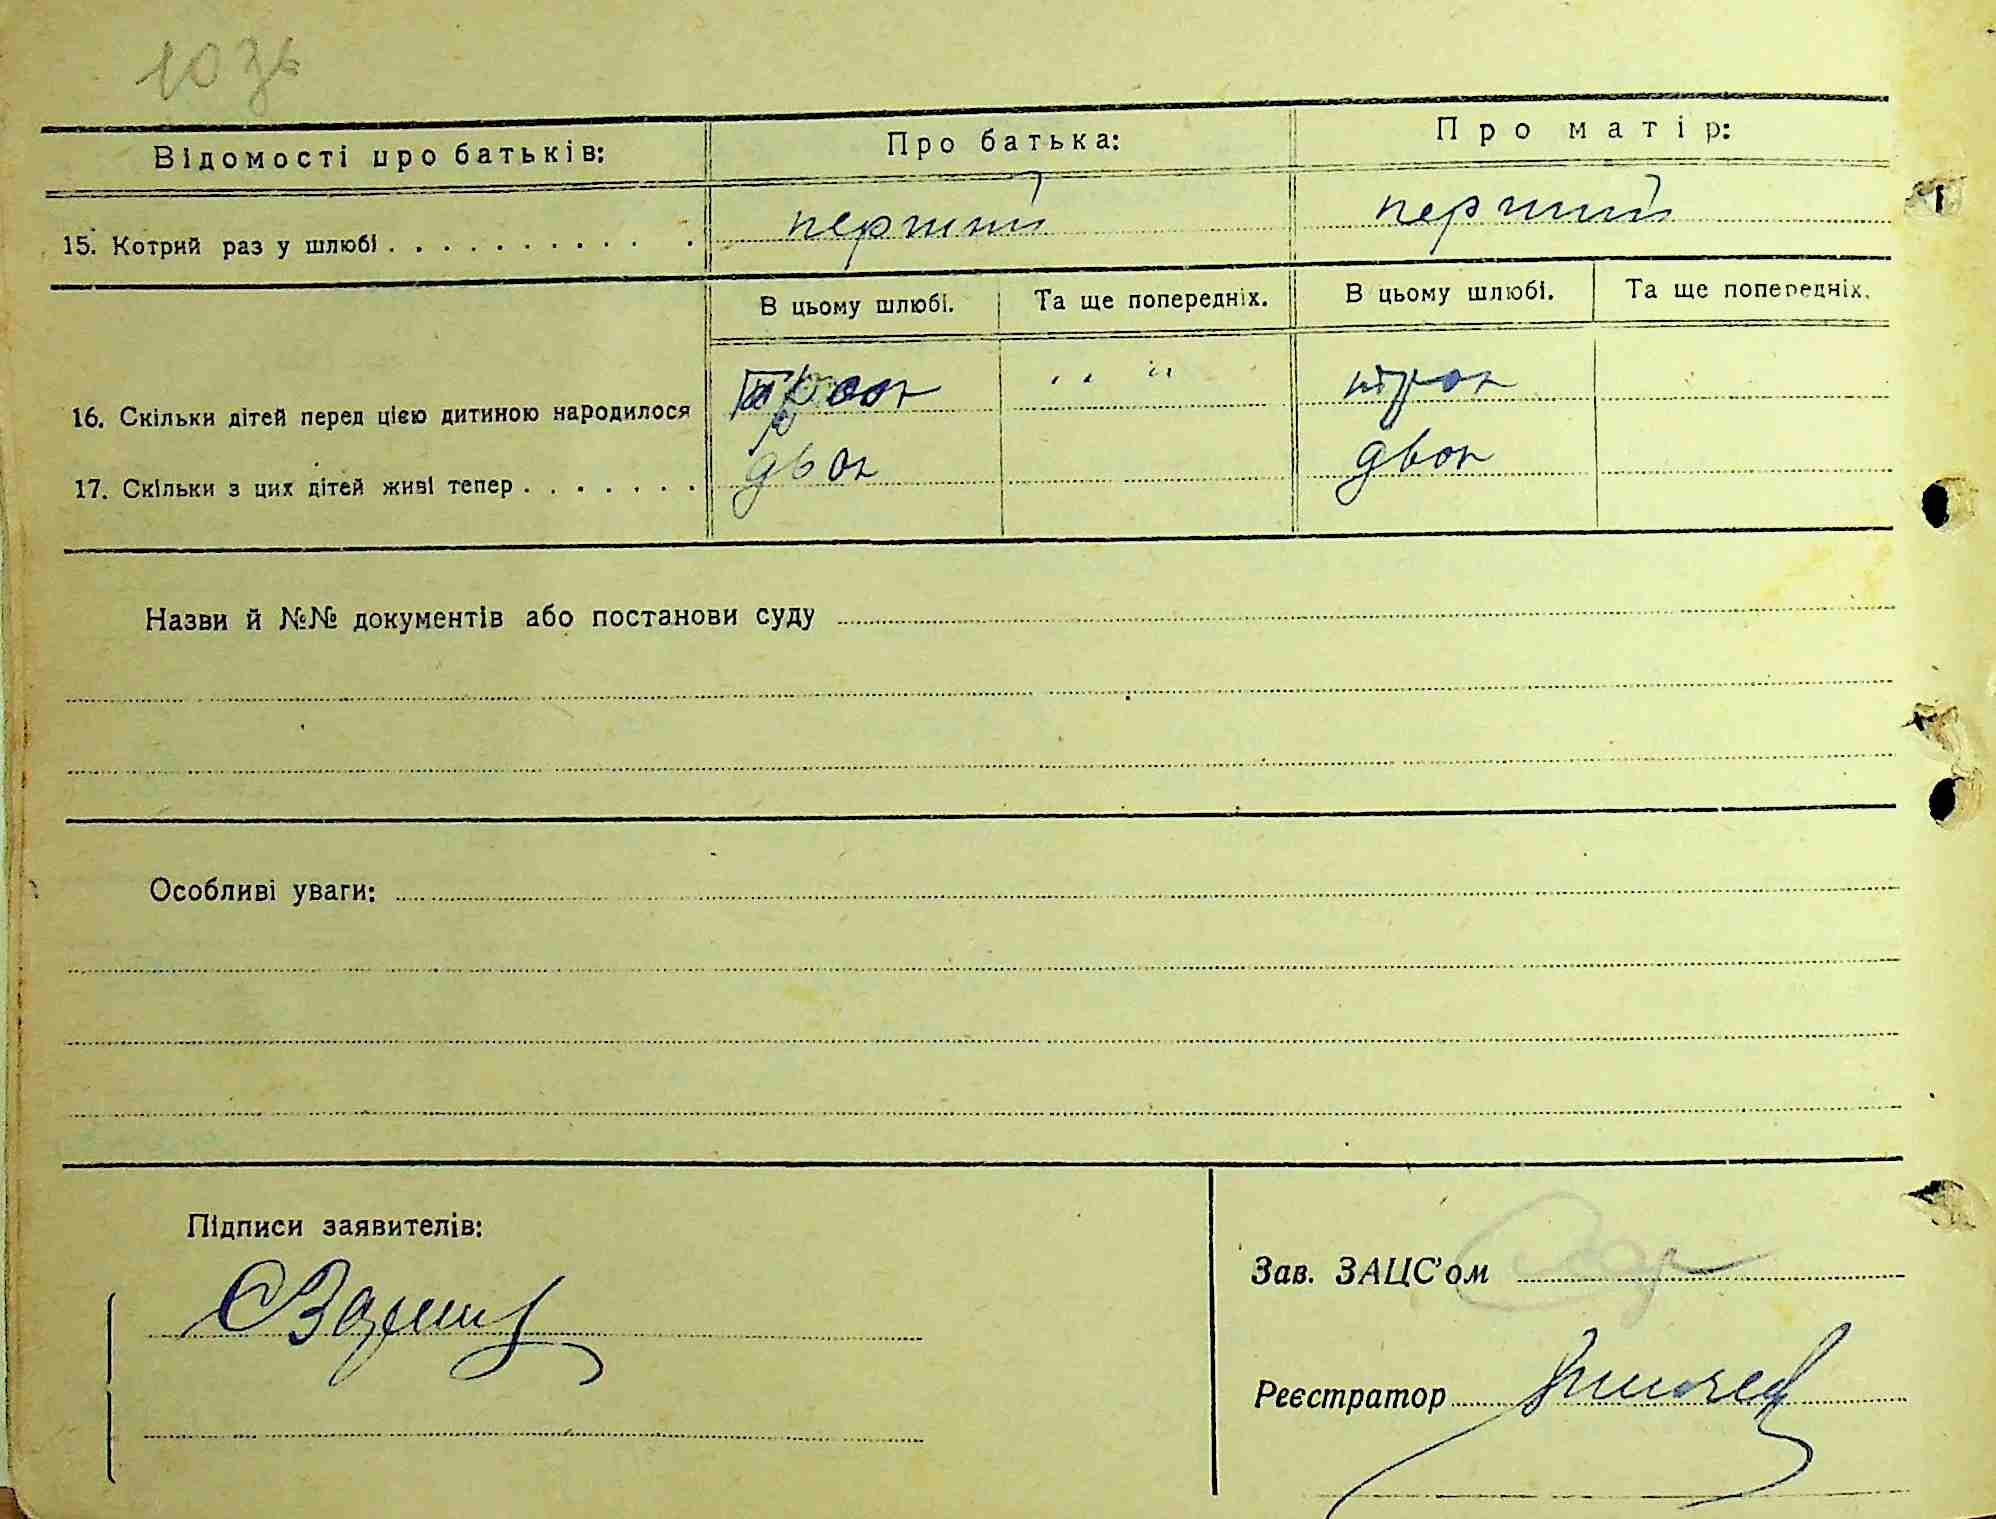 10 зв
Відомості про батьків: Про батька: Про матір:
15. Котрий раз у шлюбі . . . . . . . . . . . . перший перший
В цьому шлюбі. Та ще попередніх. В цьому шлюбі. Та ще попередніх.
16. Скільки дітей перед цією дитиною народилося троє " " троє
17. Скільки з цих дітей живі тепер . . . . . . . двоє двоє
Назви й №№ документів або постанови суду
Особливі уваги:
Підписи заявителів:
Зав. ЗАЦС'ом
Реєстратор